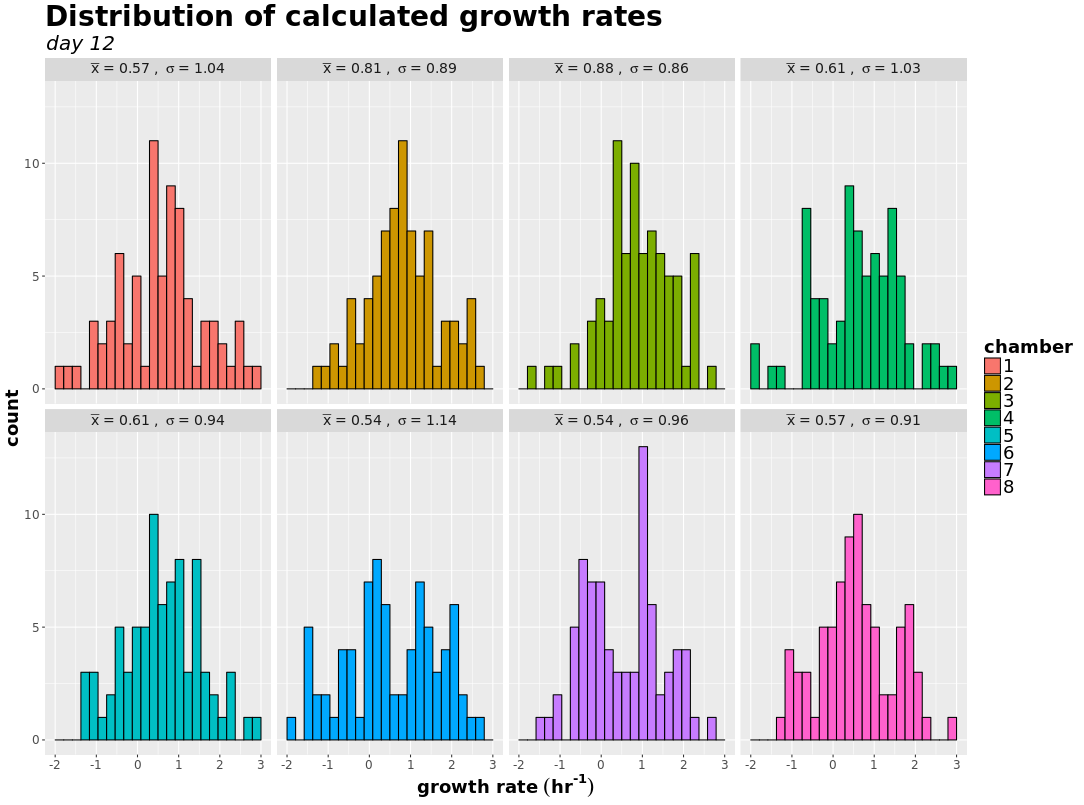 Distribution of calculated growth rates
day 12
x̅ = 0.57 , σ = 1.04
x̅ = 0.81 , σ = 0.89
x̅ = 0.88 , σ = 0.86
x̅ = 0.61 , σ = 1.03
10
5
0
x̅ = 0.61 , σ = 0.94
x̅ = 0.54 , σ = 1.14
x̅ = 0.54 , σ = 0.96
x̅ = 0.57 , σ = 0.91
10
5
0
-2 -1 0 1 2 3
-2 -1 0 1 2 3
-2 -1 0 1 2 3
-2 -1 0 1 2 3
count
growth rate (hr⁻¹)
chamber
1
2
3
4
5
6
7
8